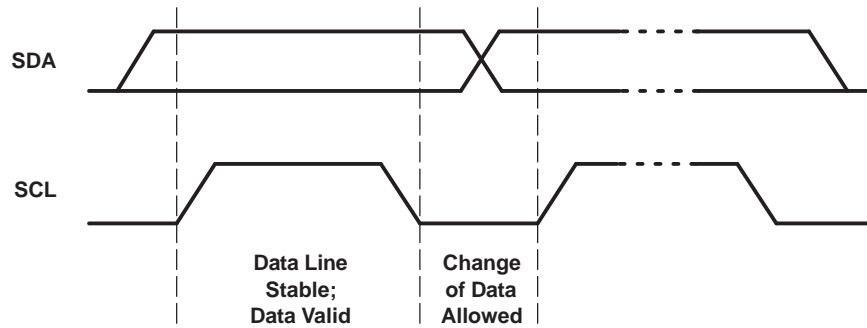 SDA
SCL
Data Line
Stable;
Data Valid
Change
of Data
Allowed